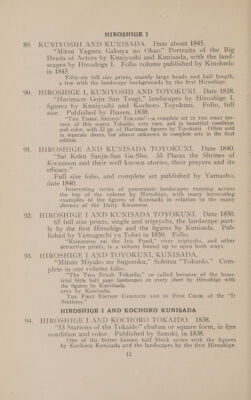 HIROSHIGE I
89. KUNIYOSHI AND KUNISADA. Date about 1845.
"Mitate Yagura Gakuya no Okao" Portraits of the Big
Heads of Actors by Kuniyoshi and Kunisada, with the land-
scapes by Hiroshige I. Folio volume published by Kinshudo
in 1845.
Fifty-six full size prints, mainly large heads and half length,
a few with the landscape backgrounds by the first Hiroshige.
90. HIROSHIGE I, KUNIYOSHI AND TOYOKUNI. Date 1838.
"Harimaze Goju San Tsugi," landscapes by Hiroshige I,
figures by Kuniyoshi and Kochoro Toyokuni. Folio, full
size. Published by Ibasen, 1838.
"The Three Artists' Tokaido"—a complete set in one series
of this scarce Tokaido, very rare, and in beautiful condition
and color, with 22 pp. of Harimaze figures by Toyokuni. Often sold
in separate sheets, but almost unknown in complete sets in the first
edition.
91. HIROSHIGE AND KUNISADA TOYOKUNI. Date 1840.
"Sai Koku Sanju-San Ga-Sho, 33 Places the Shrines of
Kwannon and their well known stories, their prayers and its
efficacy."
Full size folio, and complete set published by Yamasho,
date 1840.
Interesting series of panoramic landscapes running across
the top of the volume by Hiroshige, with many interesting
examples of the figures of Kunisada in relation to the many
shrines of the Deity Kwannon.
92. HIROSHIGE I AND KUNISADA TOYOKUNI. Date 1850.
65 full size prints, single and triptychs, the landscape part-
ly by the first Hiroshige and the figures by Kunisada. Pub-
lished by Yamaguchi ya Tobei in 1850. Folio.
"Rainstorm on the Iris Pond," river triptychs, and other
attractive prints, in a volume bound up to open both ways.
93. HIROSHIGE I AND TOYOKUNI, KUNISADA.
"Mitate Miyako no Sugoroku," Subitsu "Tokaido." Com-
plete in one volume folio.
"The Two Brush Tokaido," so called because of the beau-
tiful little half page landscapes on every sheet by Hiroshige with
the figures by Kunishada.
ures by Kunisada.
The First Edition Complete and in Fine Color, of the "53
Stations."
HIROSHIGE I AND KOCHORO KUNISADA
94. HIROSHIGE I AND KOCHORO TOKAIDO. 1838.
"53 Stations of the Tokaido" chuban or square form, in fine
condition and color. Published by Sanoki, in 1838.
One of the better known half block series with the figures
by Kochoro Kunisada and the landscapes by the first Hiroshige
12